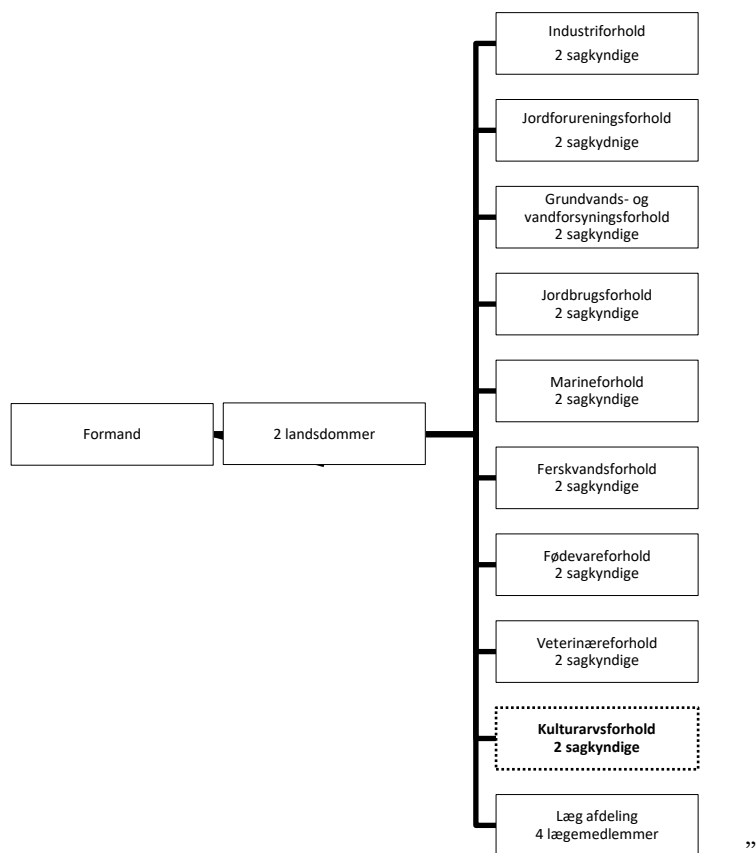 Industriforhold
2 sagkyndige
Jordforureningsforhold
2 sagkydnige
Grundvands- og
vandforsyningsforhold
2 sagkyndige
Jordbrugsforhold
2 sagkyndige
Marineforhold
2 sagkyndige
Formand
2 landsdommer
Ferskvandsforhold
2 sagkyndige
Fødevareforhold
2 sagkyndige
Veterinæreforhold
2 sagkyndige
Kulturarvsforhold
2 sagkyndige
Læg afdeling
4 lægemedlemmer
”